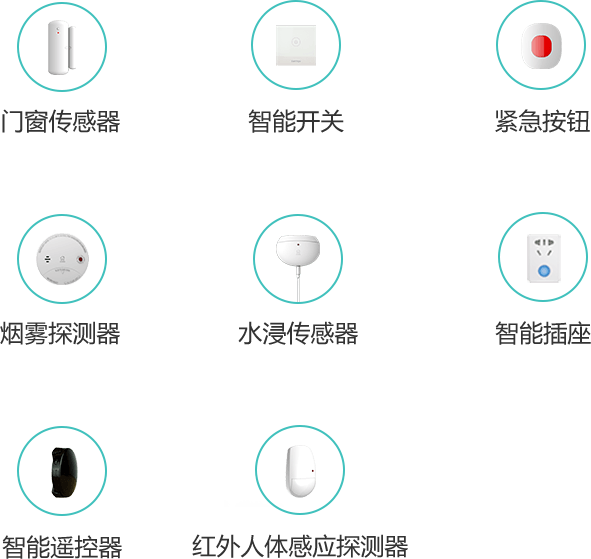 门窗传感器
智能开关
紧急按钮
烟雾探测器
水浸传感器
智能插座
智能遥控器
红外人体感应探测器